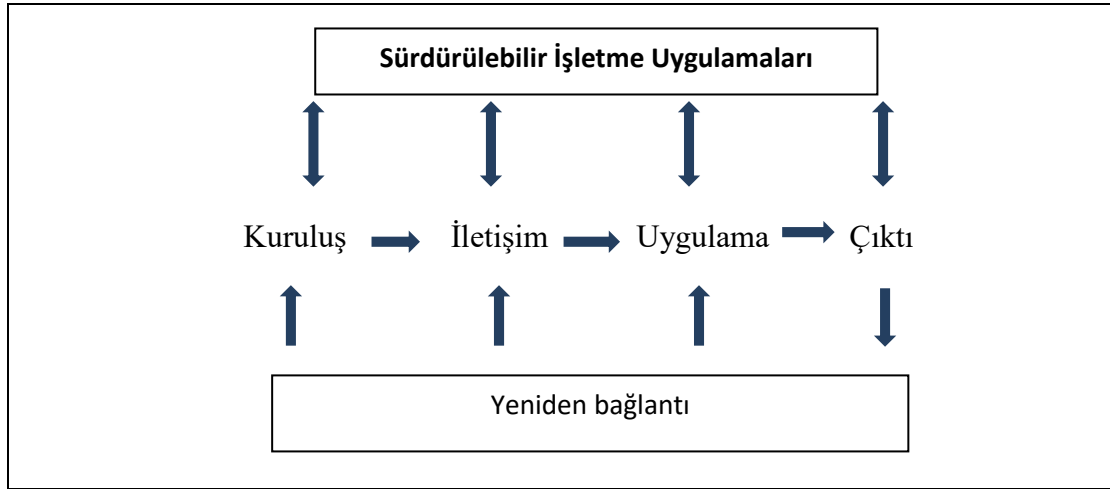 Sürdürülebilir İşletme Uygulamaları
Kuruluş İletişim Uygulama Çıktı
Yeniden bağlantı